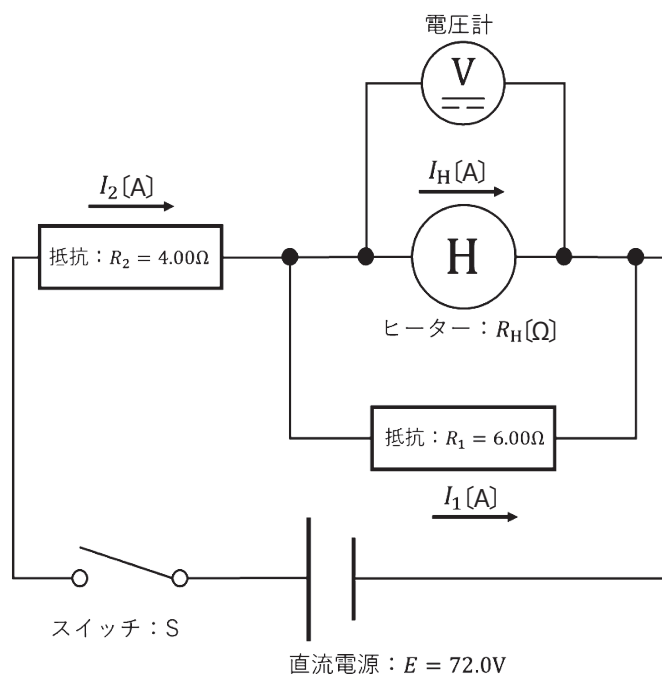 電圧計
V
I₂〔A〕
I_H〔A〕
抵抗：R₂ = 4.00Ω
H
ヒーター：R_H〔Ω〕
抵抗：R₁ = 6.00Ω
I₁〔A〕
スイッチ：S
直流電源：E = 72.0V